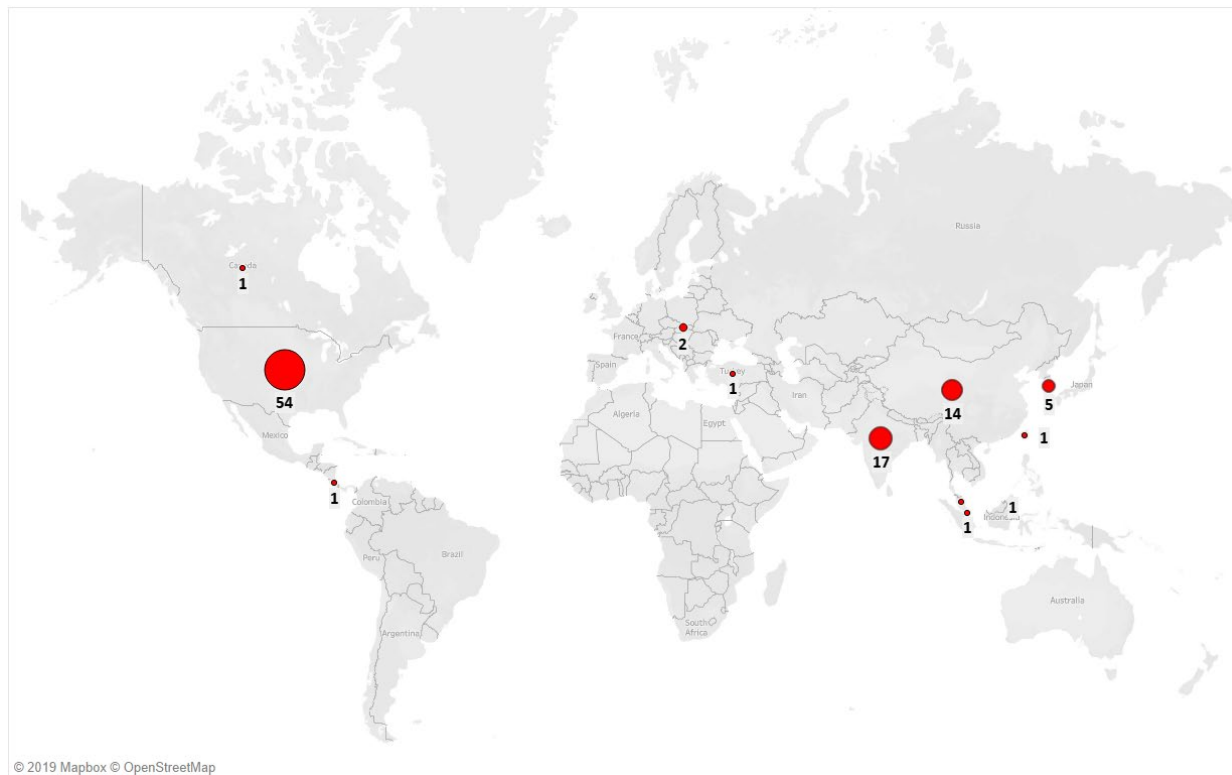 Russia
Canada
1
France
2
Spain
Turkey
1
Iran
Japan
5
14
54
Mexico
Algeria
Egypt
1
17
1
Colombia
1
Indonesia
1
Peru
Brazil
Australia
Argentina
South
Africa
© 2019 Mapbox © OpenStreetMap